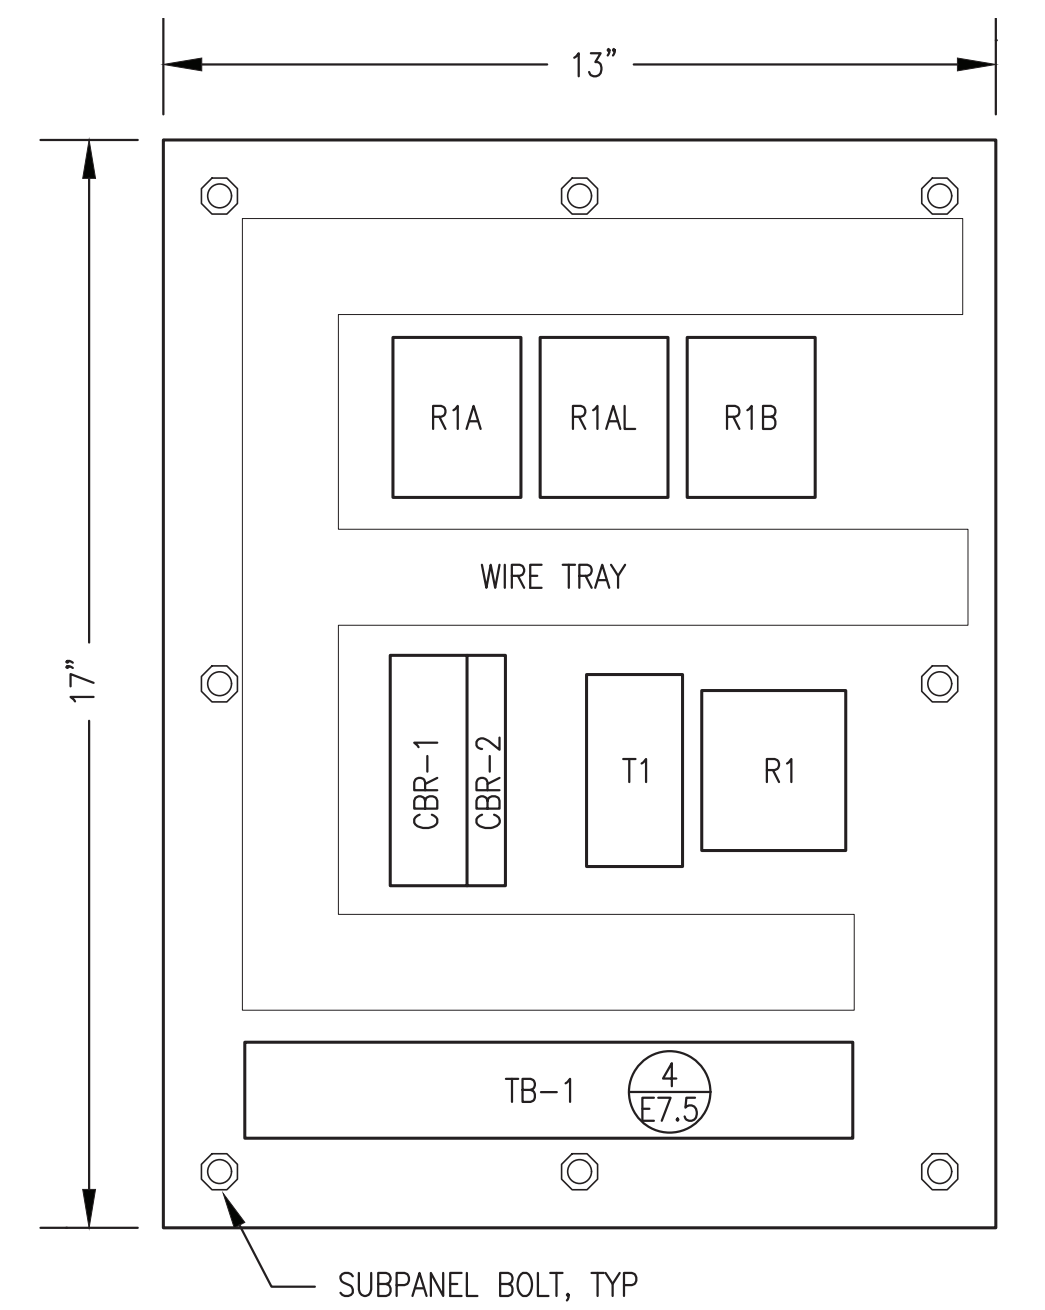 13”
R1A
R1AL
R1B
WIRE TRAY
17”
CBR-1
CBR-2
T1
R1
TB-1
4
E7.5
SUBPANEL BOLT, TYP